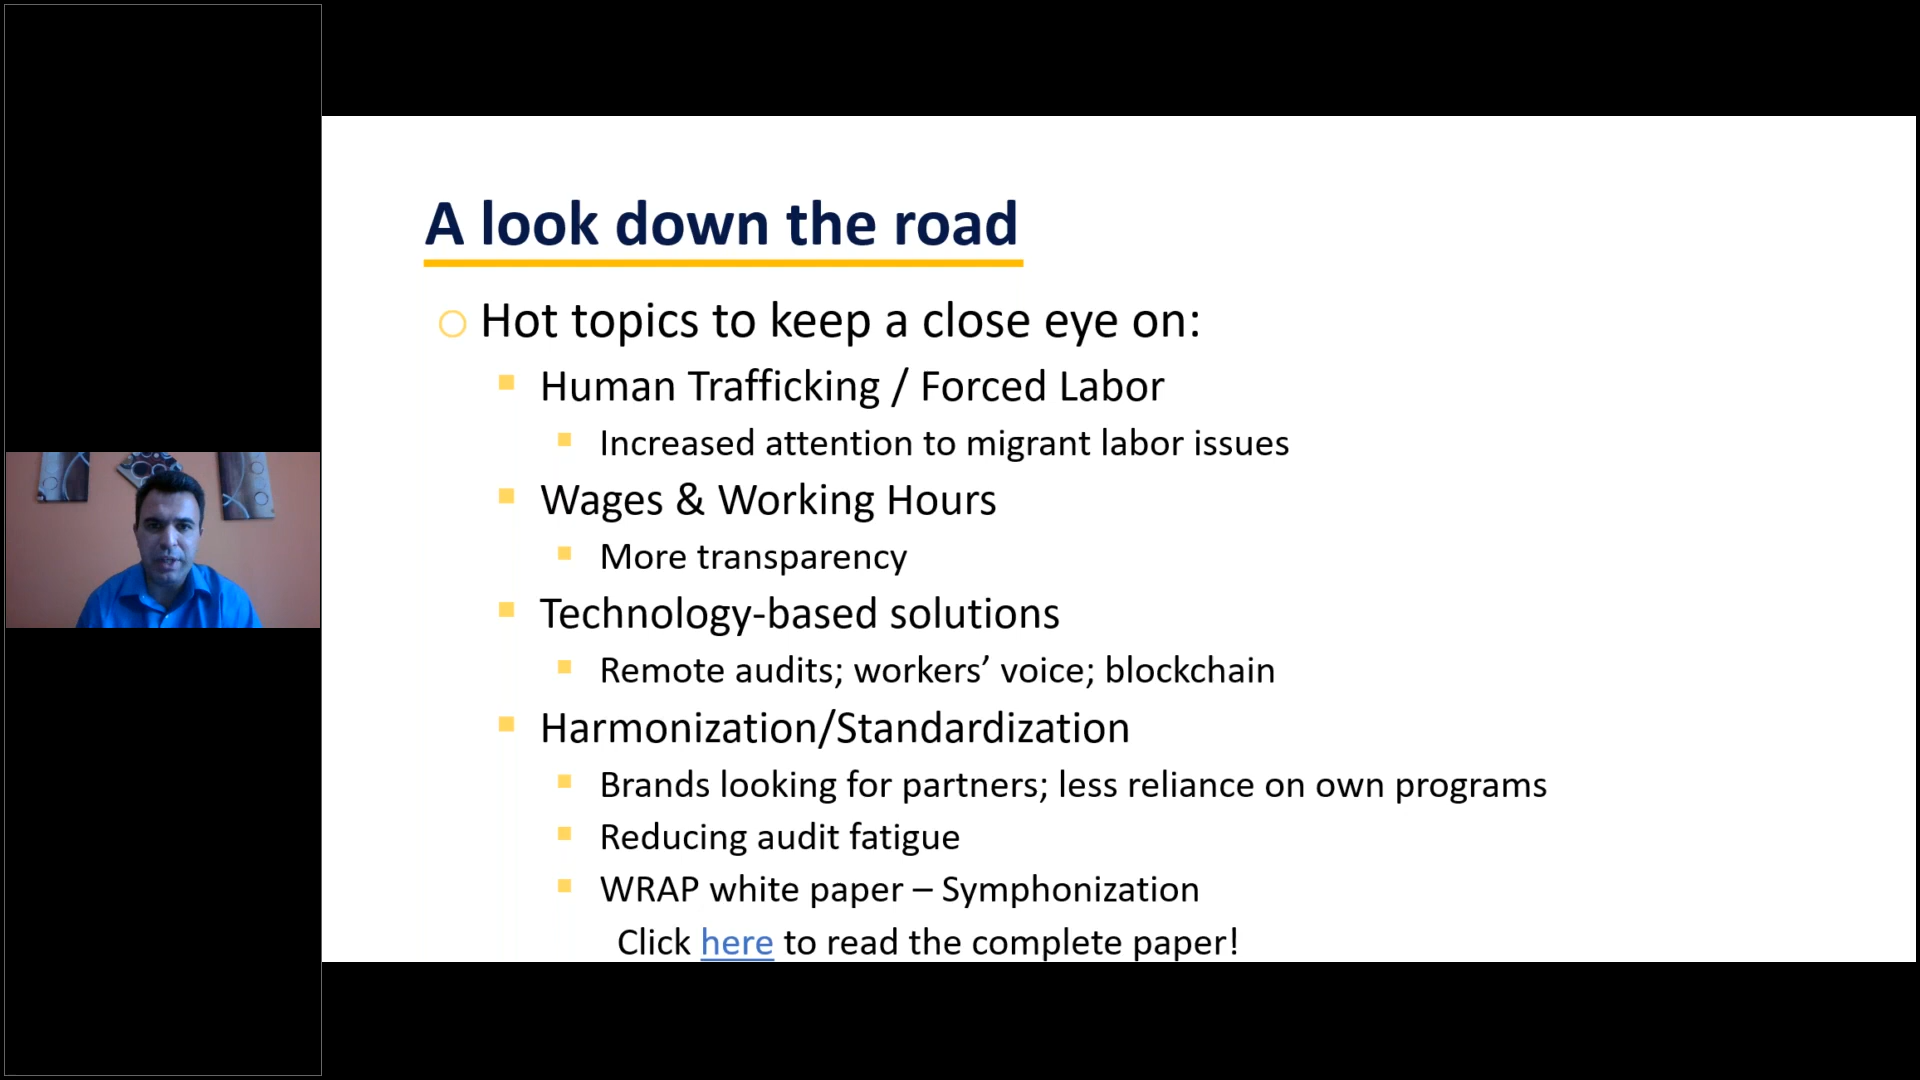 A look down the road
Hot topics to keep a close eye on:
Human Trafficking / Forced Labor
Increased attention to migrant labor issues
Wages & Working Hours
More transparency
Technology-based solutions
Remote audits; workers’ voice; blockchain
Harmonization/Standardization
Brands looking for partners; less reliance on own programs
Reducing audit fatigue
WRAP white paper – Symphonization
Click here to read the complete paper!